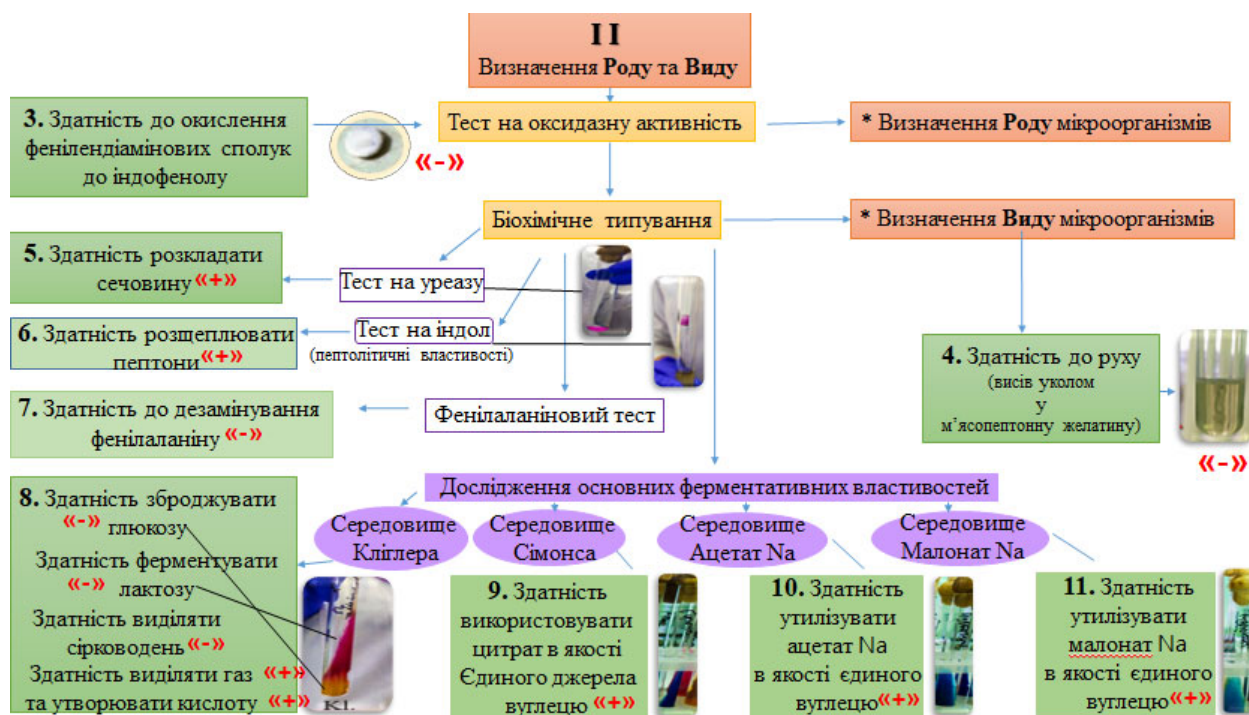 II
Визначення Роду та Виду
3. Здатність до окислення
фенілендіамінових сполук
до індофенолу
«-»
Тест на оксидазну активність
* Визначення Роду мікроорганізмів
Біохімічне типування
* Визначення Виду мікроорганізмів
5. Здатність розкладати
сечовину «+»
Тест на уреазу
6. Здатність розщеплювати
пептони «+»
Тест на індол
(пептолітичні властивості)
7. Здатність до дезамінування
фенілаланіну «-»
Фенілаланіновий тест
4. Здатність до руху
(висів уколом
у
м’ясопептонну желатину)
«-»
Дослідження основних ферментативних властивостей
Середовище
Кліглера
Середовище
Сімонса
Середовище
Ацетат Na
Середовище
Малонат Na
8. Здатність зброджувати
«-» глюкозу
Здатність ферментувати
«-» лактозу
Здатність виділяти
сірководень «-»
Здатність виділяти газ «+»
та утворювати кислоту «+»
KL
9. Здатність
використовувати
цитрат в якості
Єдиного джерела
вуглецю «+»
10. Здатність
утилізувати
ацетат Na
в якості єдиного
вуглецю «+»
11. Здатність
утилізувати
малонат Na
в якості єдиного
вуглецю «+»